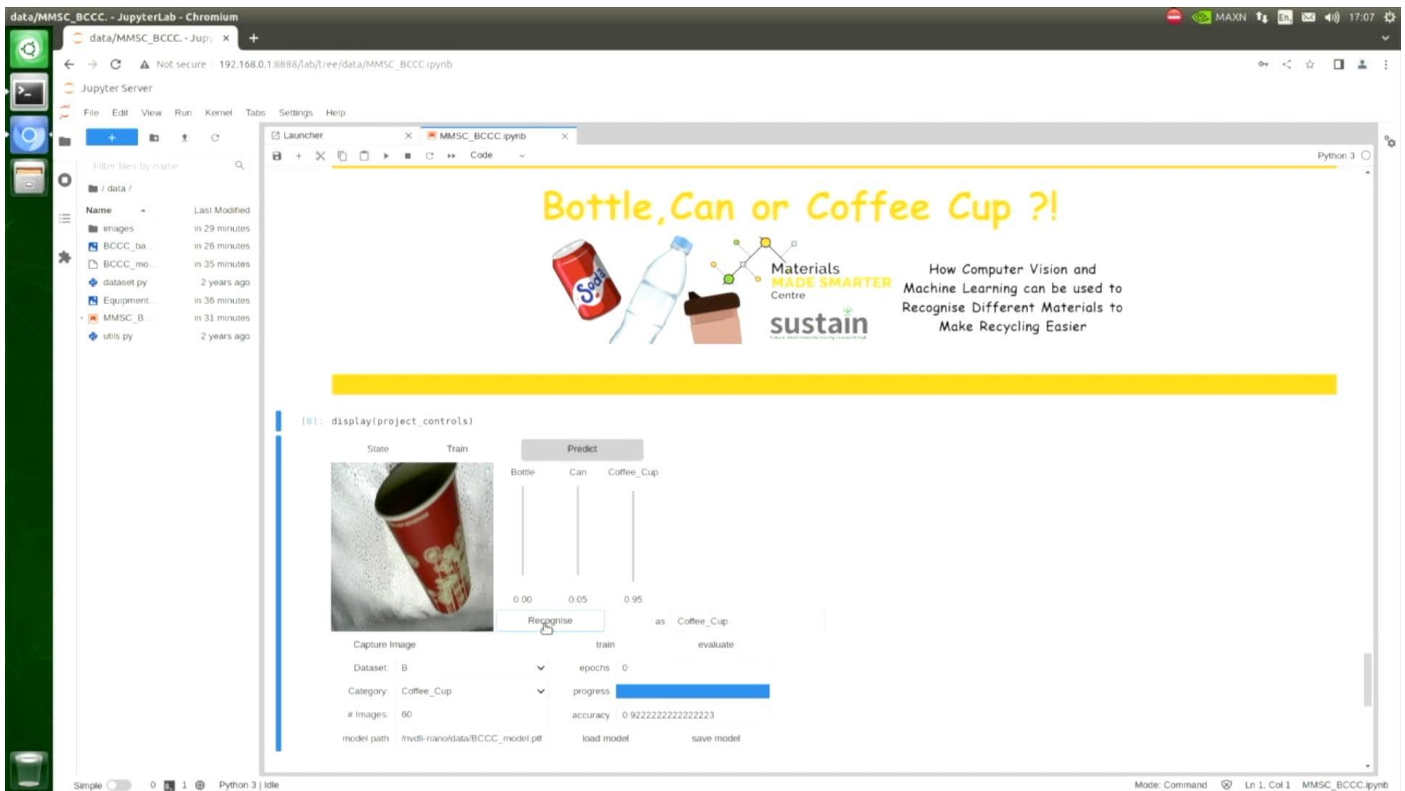 data/MMSC_BCCC. - JupyterLab - Chromium
MAXN
En
17:07
data/MMSC_BCCC. - Jupy
Not secure
192.168.0.1:8888/lab/tree/data/MMSC_BCCC.ipynb
Jupyter Server
File Edit View Run Kernel Tabs Settings Help
Launcher
MMSC_BCCC.ipynb
Filter files by name
Code
Python 3
/ data /
Name
Last Modified
images in 29 minutes
BCCC_ba... in 26 minutes
BCCC_mo... in 35 minutes
dataset.py 2 years ago
Equipment... in 36 minutes
MMSC_B... in 31 minutes
utils.py 2 years ago
Bottle,Can or Coffee Cup ?!
Soda
Materials
MADE SMARTER
Centre
sustain
How Computer Vision and
Machine Learning can be used to
Recognise Different Materials to
Make Recycling Easier
[8]: display(project_controls)
State Train Predict
Bottle Can Coffee_Cup
0.00 0.05 0.95
Recognise as Coffee_Cup
Capture Image train evaluate
Dataset: B epochs 0
Category: Coffee_Cup progress
# Images: 60 accuracy 0.9222222222222223
model path /nvdli-nano/data/BCCC_model.pt load model save model
Simple 0 1 Python 3 | Idle
Mode: Command Ln 1, Col 1 MMSC_BCCC.ipynb